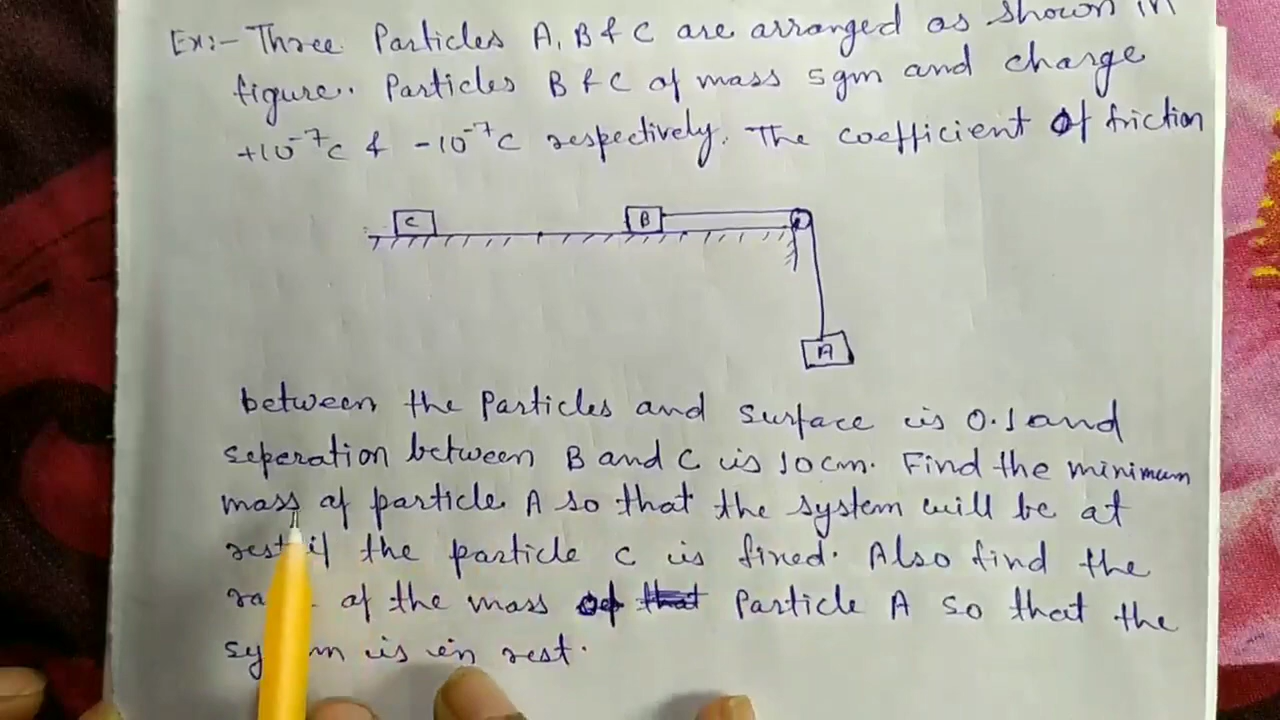 Ex:- Three Particles A, B & C are arranged as shown in
figure. Particles B & C of mass 5gm and charge
+10⁻⁷C & -10⁻⁷C respectively. The coefficient of friction
C
B
A
between the Particles and surface is 0.1 and
seperation between B and C is 10cm. Find the minimum
mass of particle A so that the system will be at
rest if the particle C is fixed. Also find the
of the mass Particle A so that the
is in rest.